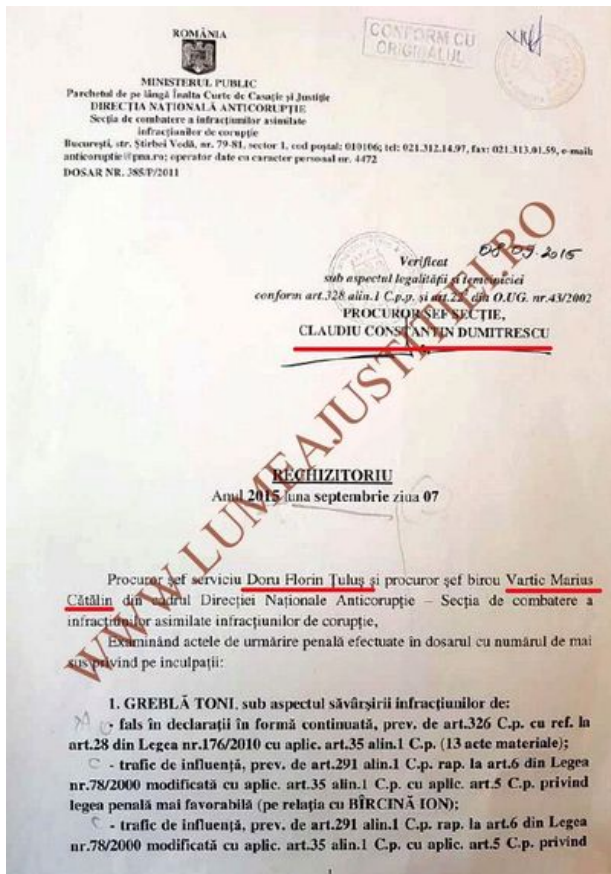 ROMÂNIA
CONFORM CU
ORIGINALUL
MINISTERUL PUBLIC
Parchetul de pe lângă Înalta Curte de Casaţie şi Justiţie
DIRECŢIA NAŢIONALĂ ANTICORUPŢIE
Secţia de combatere a infracţiunilor asimilate
infracţiunilor de corupţie
Bucureşti, str. Ştirbei Vodă, nr. 79-81, sector 1, cod poştal: 010106; tel: 021.312.14.97, fax: 021.313.01.59, e-mail:
anticoruptie@pna.ro; operator date cu caracter personal nr. 4472
DOSAR NR. 385/P/2011
08.09.2015
Verificat
sub aspectul legalităţii şi temeiniciei
conform art.328 alin.1 C.p.p. şi art.22² din O.UG. nr.43/2002
PROCUROR ŞEF SECŢIE,
CLAUDIU CONSTANTIN DUMITRESCU
WWW.LUMEAJUSTITIEI.RO
RECHIZITORIU
Anul 2015 luna septembrie ziua 07
Procuror şef serviciu Doru Florin Ţuluş şi procuror şef birou Vartic Marius
Cătălin din cadrul Direcţiei Naţionale Anticorupţie – Secţia de combatere a
infracţiunilor asimilate infracţiunilor de corupţie,
Examinând actele de urmărire penală efectuate în dosarul cu numărul de mai
sus privind pe inculpaţii:
1. GREBLĂ TONI, sub aspectul săvârşirii infracţiunilor de:
- fals în declaraţii în formă continuată, prev. de art.326 C.p. cu ref. la
art.28 din Legea nr.176/2010 cu aplic. art.35 alin.1 C.p. (13 acte materiale);
- trafic de influenţă, prev. de art.291 alin.1 C.p. rap. la art.6 din Legea
nr.78/2000 modificată cu aplic. art.35 alin.1 C.p. cu aplic. art.5 C.p. privind
legea penală mai favorabilă (pe relaţia cu BÎRCINĂ ION);
- trafic de influenţă, prev. de art.291 alin.1 C.p. rap. la art.6 din Legea
nr.78/2000 modificată cu aplic. art.35 alin.1 C.p. cu aplic. art.5 C.p. privind